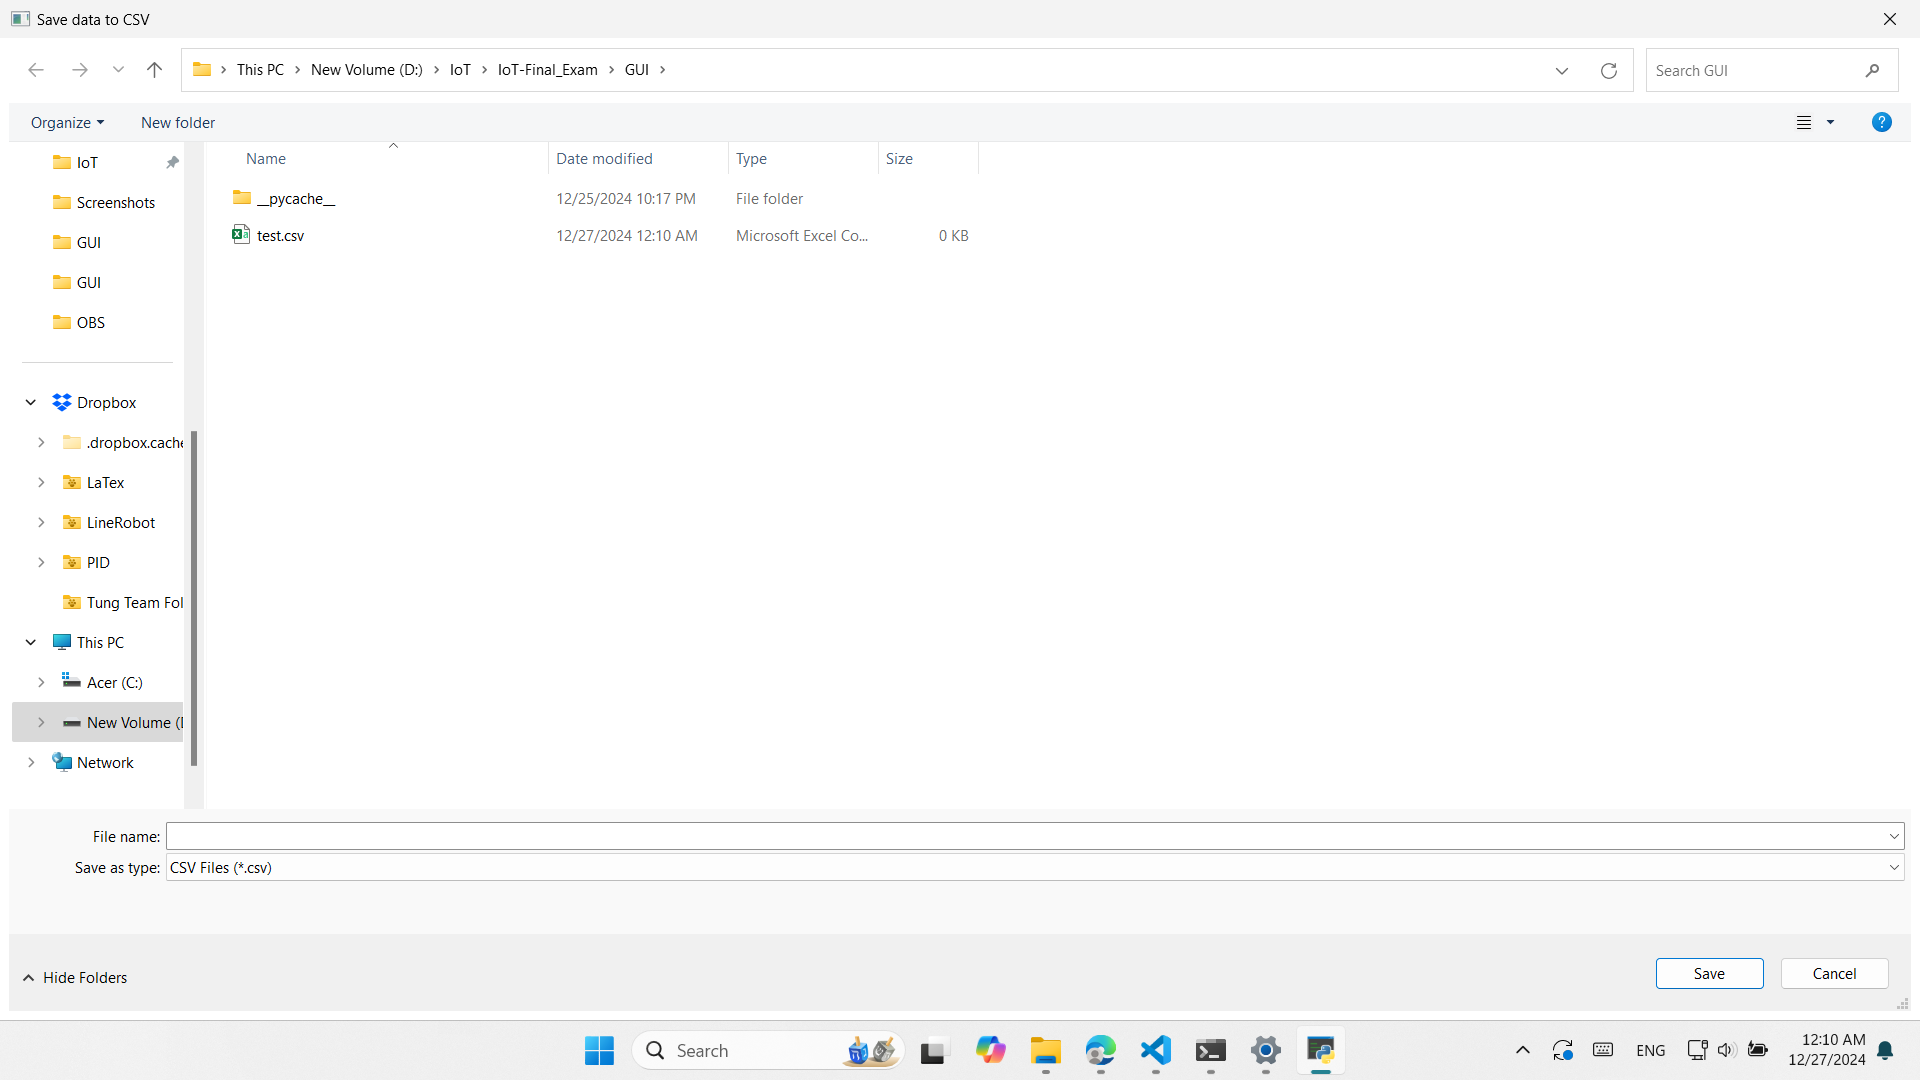 Save data to CSV
This PC > New Volume (D:) > IoT > IoT-Final_Exam > GUI >
Search GUI
Organize
New folder
Name
Date modified
Type
Size
__pycache__
12/25/2024 10:17 PM
File folder
test.csv
12/27/2024 12:10 AM
Microsoft Excel Co...
0 KB
IoT
Screenshots
GUI
GUI
OBS
Dropbox
.dropbox.cache
LaTex
LineRobot
PID
Tung Team Fol
This PC
Acer (C:)
New Volume (
Network
File name:
Save as type:
CSV Files (*.csv)
Hide Folders
Save
Cancel
Search
ENG
12:10 AM
12/27/2024